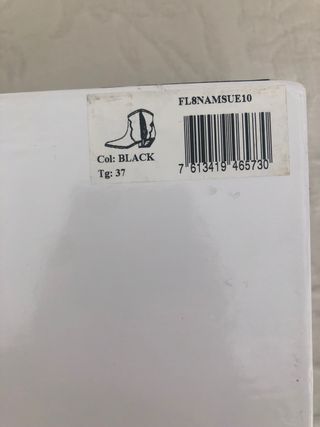 FL8NAMSUE10
Col: BLACK
Tg: 37
7 613419 465730